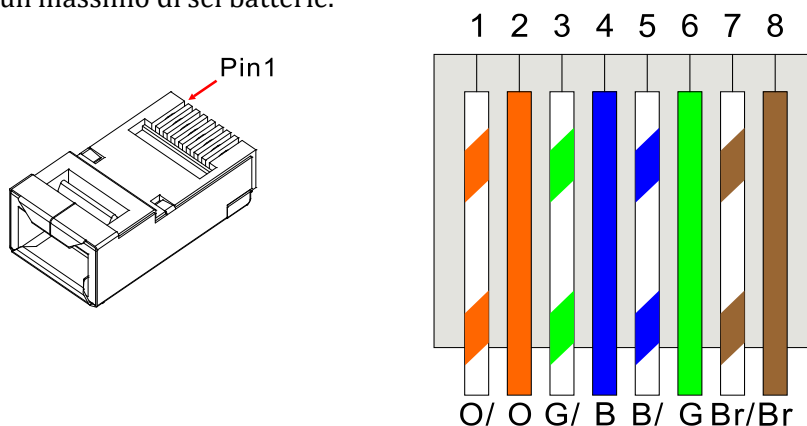 un massimo di sei batterie.
Pin1
1 2 3 4 5 6 7 8
O/ O G/ B B/ G Br/ Br